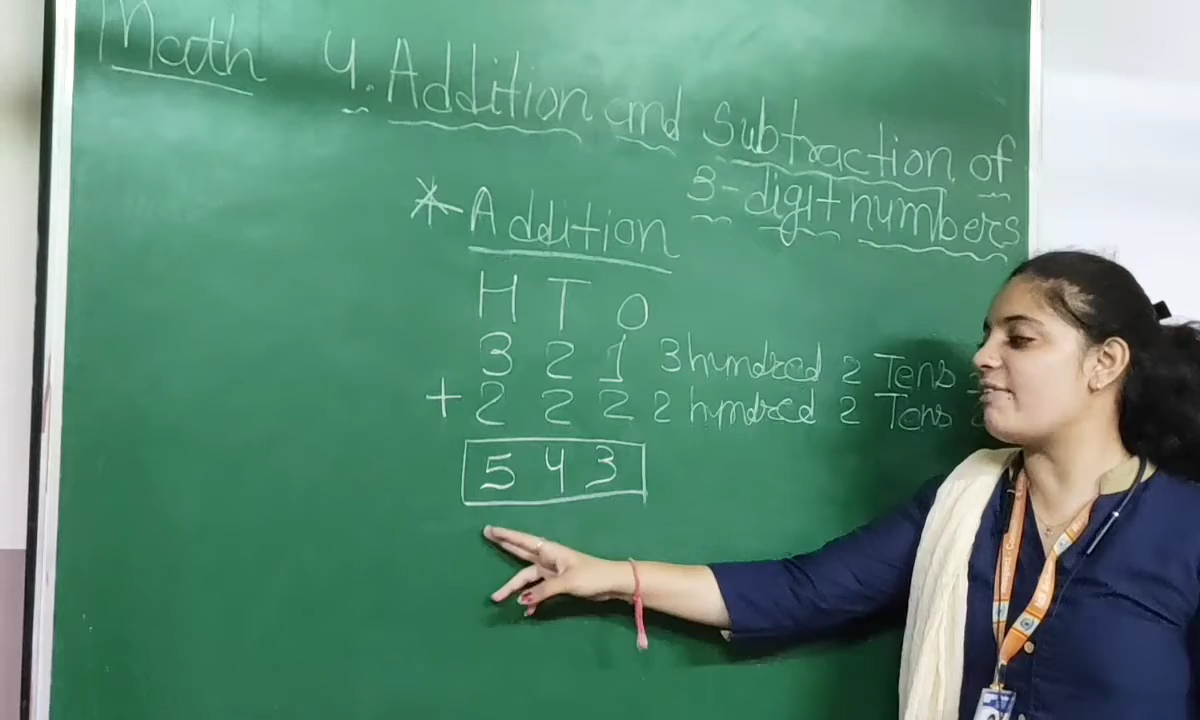 Math 4. Addition and Subtraction of
3-digit numbers
* Addition
H T O
3 2 1 3 hundred 2 Tens
+ 2 2 2 2 hundred 2 Tens
5 4 3